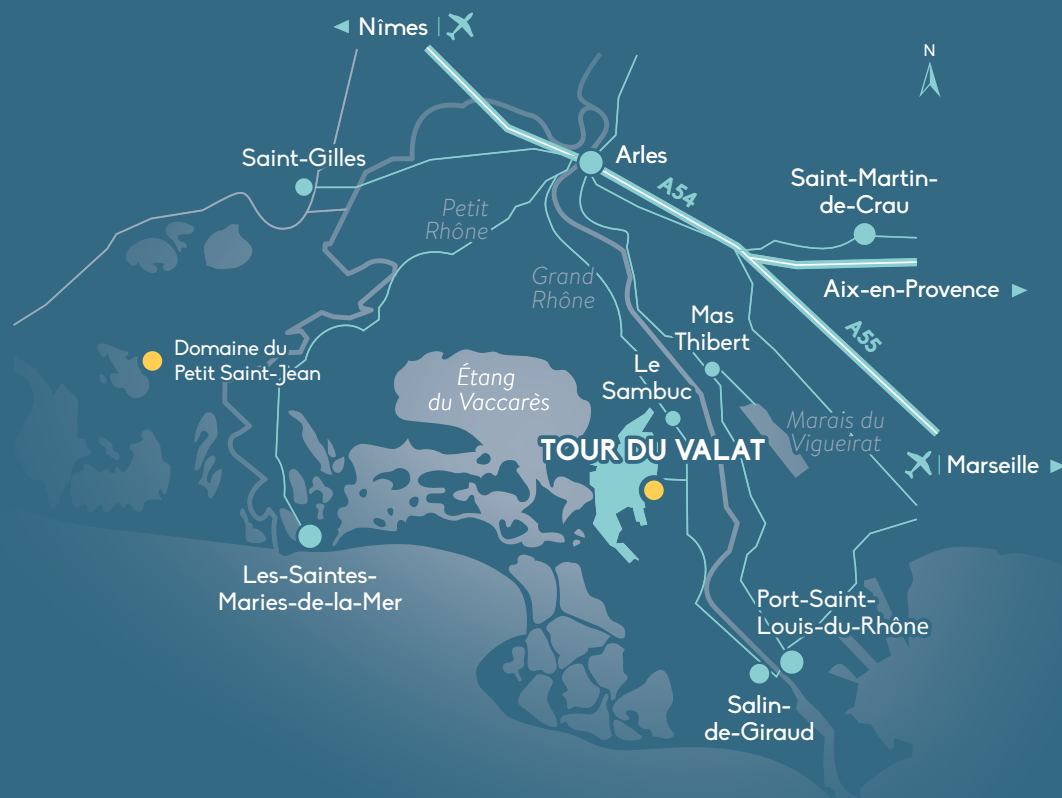 Nîmes
N
Saint-Gilles
Arles
A54
Saint-Martin-
de-Crau
Petit
Rhône
Grand
Rhône
Aix-en-Provence
Mas
Thibert
A55
Domaine du
Petit Saint-Jean
Étang
du Vaccarès
Le
Sambuc
Marais du
Vigueirat
TOUR DU VALAT
Marseille
Les-Saintes-
Maries-de-la-Mer
Port-Saint-
Louis-du-Rhône
Salin-
de-Giraud